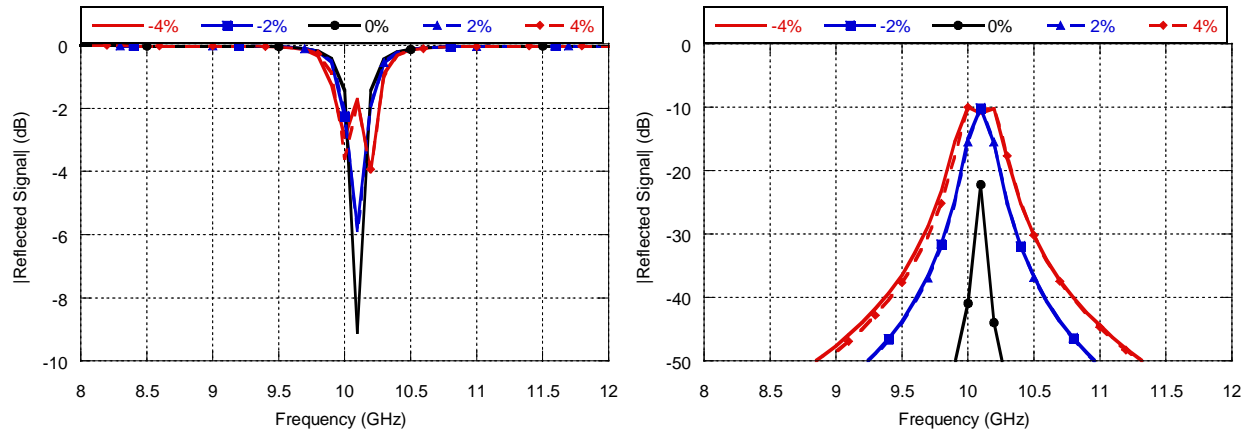 -4% -2% 0% 2% 4%
0
-2
-4
-6
-8
-10
|Reflected Signal| (dB)
8 8.5 9 9.5 10 10.5 11 11.5 12
Frequency (GHz)
-4% -2% 0% 2% 4%
0
-10
-20
-30
-40
-50
|Reflected Signal| (dB)
8 8.5 9 9.5 10 10.5 11 11.5 12
Frequency (GHz)